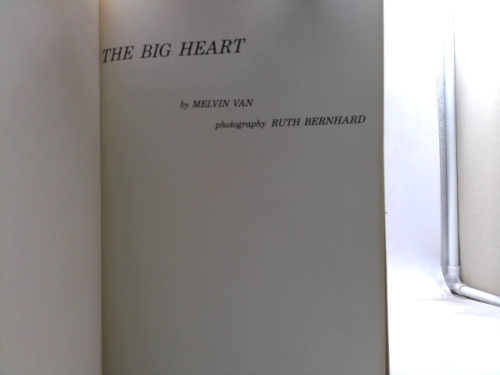 THE BIG HEART
by MELVIN VAN
photography RUTH BERNHARD